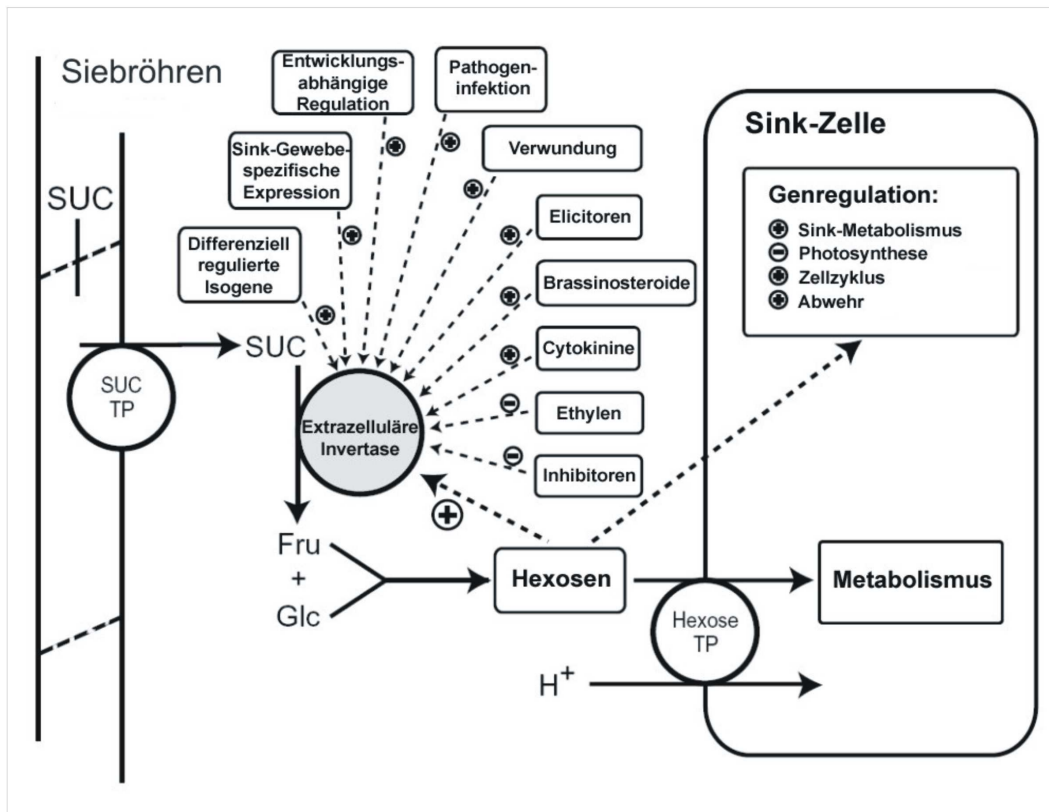 Siebröhren
SUC
SUC
TP
SUC
Entwicklungs-
abhängige
Regulation
Pathogen-
infektion
Sink-Gewebe-
spezifische
Expression
Verwundung
Differenziell
regulierte
Isogene
Elicitoren
Brassinosteroide
Cytokinine
Ethylen
Inhibitoren
Extrazelluläre
Invertase
Fru
+
Glc
Hexosen
H+
Hexose
TP
Sink-Zelle
Genregulation:
⊕ Sink-Metabolismus
⊖ Photosynthese
⊕ Zellzyklus
⊕ Abwehr
Metabolismus